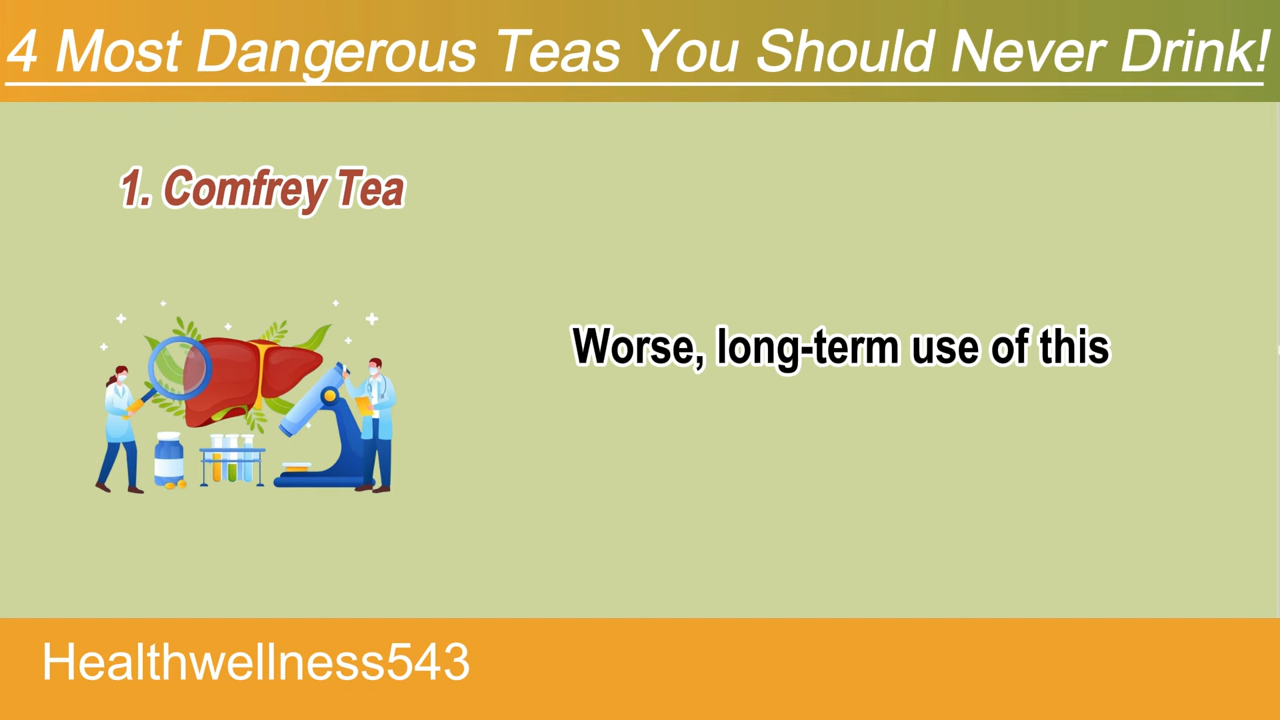 4 Most Dangerous Teas You Should Never Drink!
1. Comfrey Tea
Worse, long-term use of this
Healthwellness543